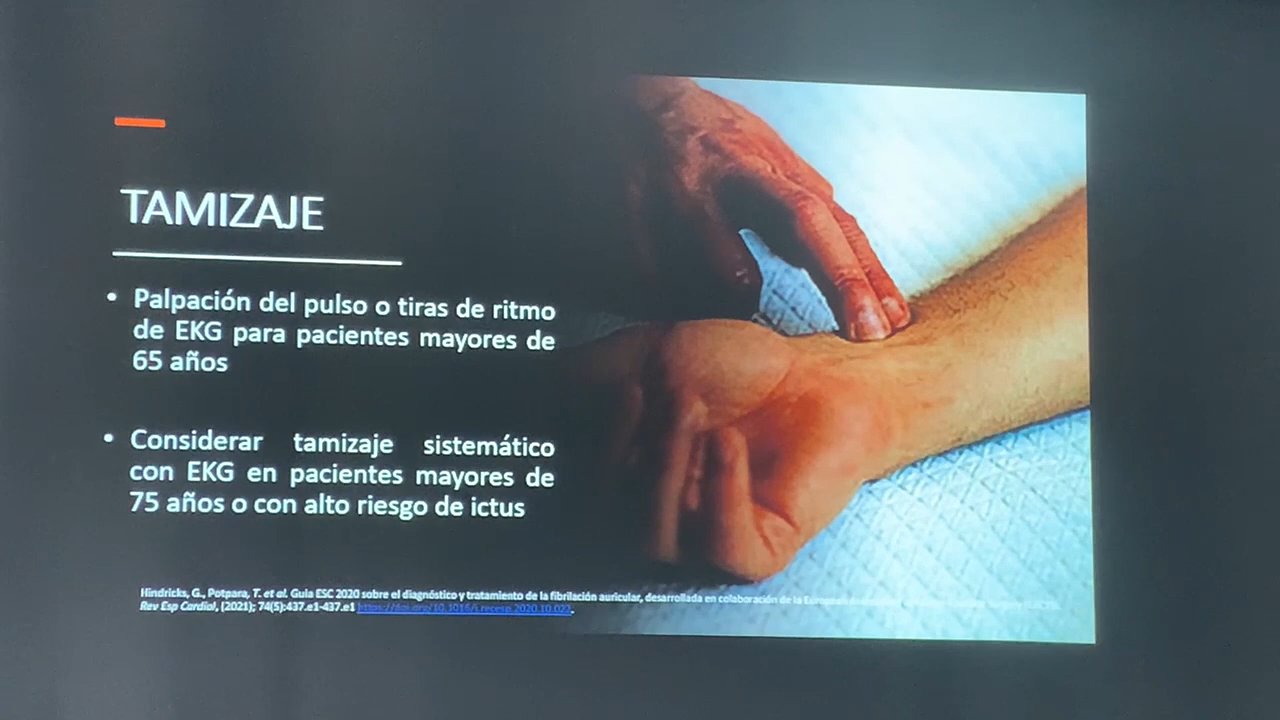 TAMIZAJE
• Palpación del pulso o tiras de ritmo
de EKG para pacientes mayores de
65 años
• Considerar tamizaje sistemático
con EKG en pacientes mayores de
75 años o con alto riesgo de ictus
Hindricks, G., Potpara, T. et al. Guia ESC 2020 sobre el diagnóstico y tratamiento de la fibrilación auricular, desarrollada en colaboración de la European
Rev Esp Cardiol, (2021); 74(5):437.e1-437.e1 https://doi.org/10.1016/j.recesp.2020.10.022.